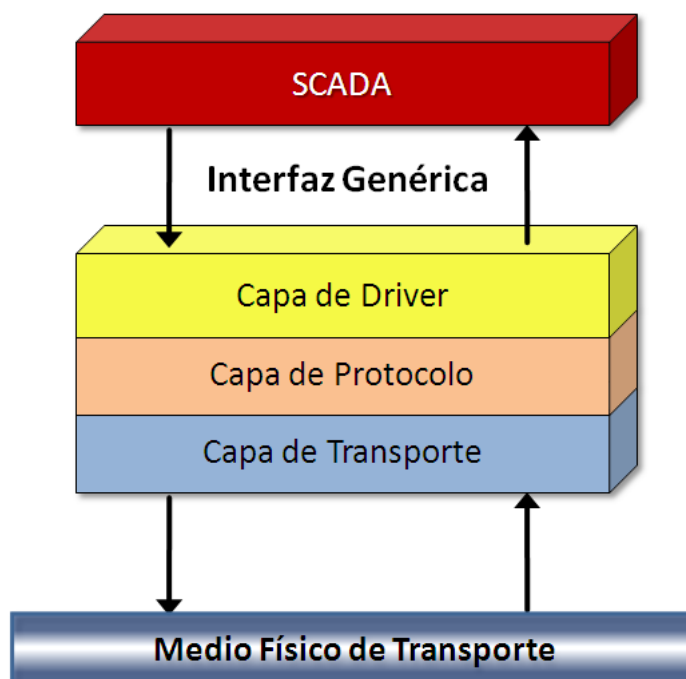 SCADA
Interfaz Genérica
Capa de Driver
Capa de Protocolo
Capa de Transporte
Medio Físico de Transporte